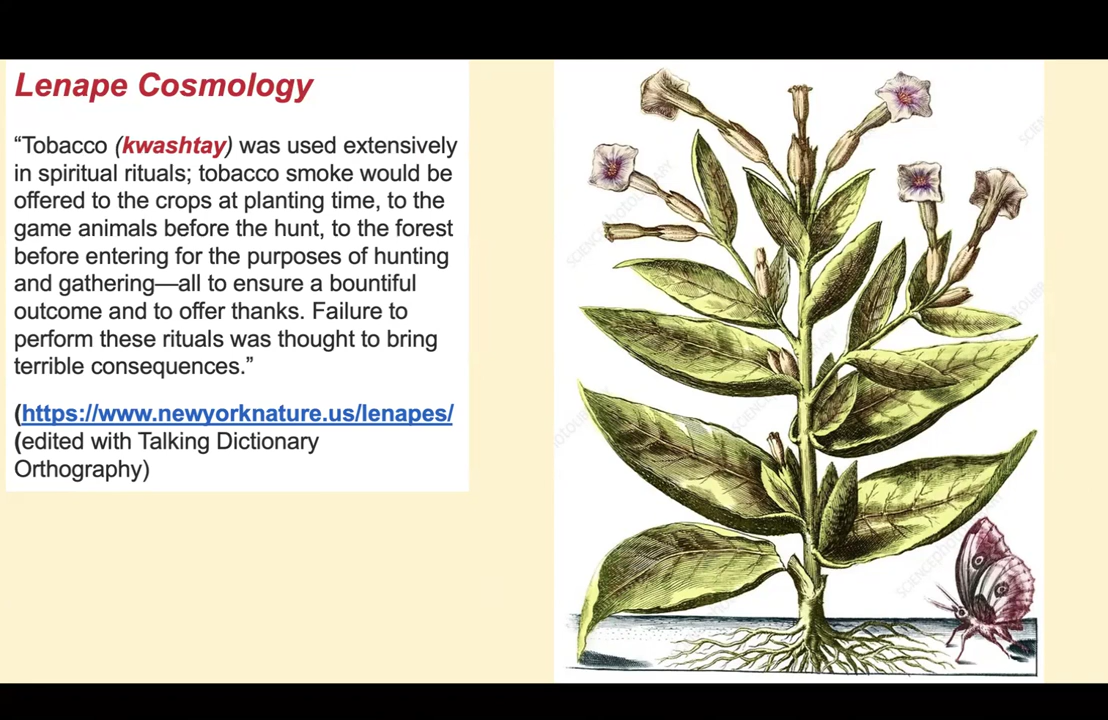 Lenape Cosmology
“Tobacco (kwashtay) was used extensively
in spiritual rituals; tobacco smoke would be
offered to the crops at planting time, to the
game animals before the hunt, to the forest
before entering for the purposes of hunting
and gathering—all to ensure a bountiful
outcome and to offer thanks. Failure to
perform these rituals was thought to bring
terrible consequences.”
(https://www.newyorknature.us/lenapes/
(edited with Talking Dictionary
Orthography)